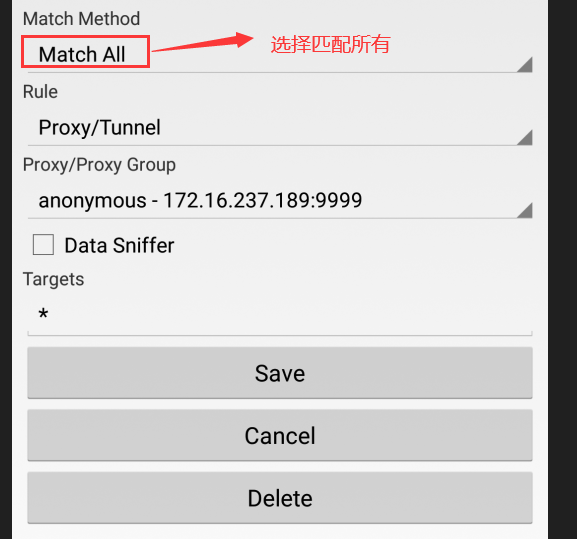 Match Method
Match All
选择匹配所有
Rule
Proxy/Tunnel
Proxy/Proxy Group
anonymous - 172.16.237.189:9999
Data Sniffer
Targets
*
Save
Cancel
Delete